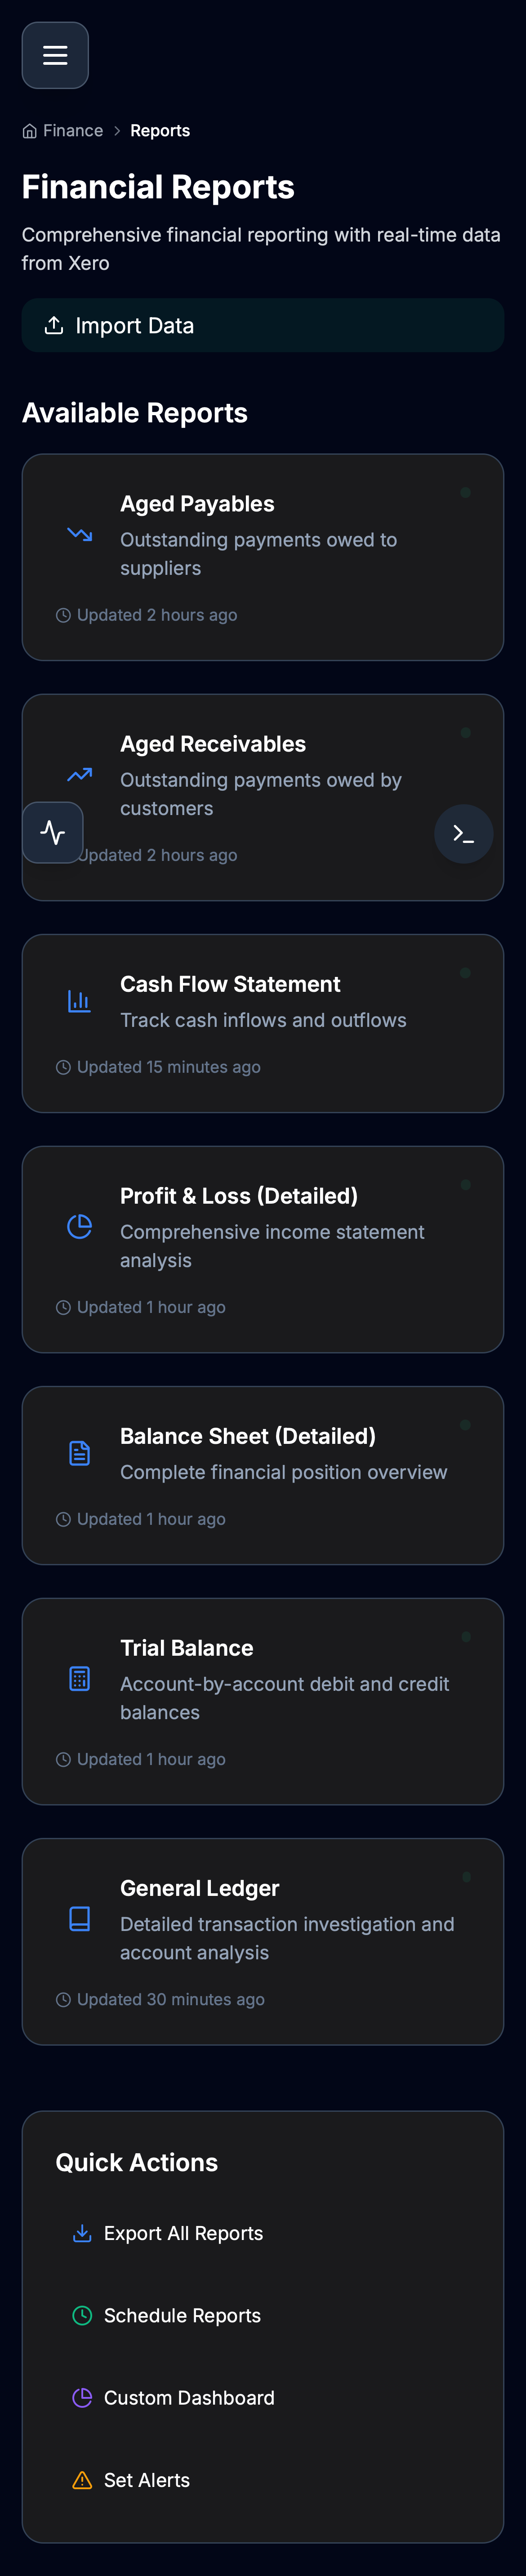 Finance > Reports
Financial Reports
Comprehensive financial reporting with real-time data
from Xero
Import Data
Available Reports
Aged Payables
Outstanding payments owed to
suppliers
Updated 2 hours ago
Aged Receivables
Outstanding payments owed by
customers
Updated 2 hours ago
Cash Flow Statement
Track cash inflows and outflows
Updated 15 minutes ago
Profit & Loss (Detailed)
Comprehensive income statement
analysis
Updated 1 hour ago
Balance Sheet (Detailed)
Complete financial position overview
Updated 1 hour ago
Trial Balance
Account-by-account debit and credit
balances
Updated 1 hour ago
General Ledger
Detailed transaction investigation and
account analysis
Updated 30 minutes ago
Quick Actions
Export All Reports
Schedule Reports
Custom Dashboard
Set Alerts